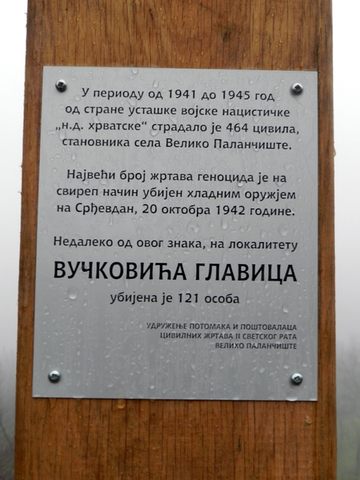 У периоду од 1941 до 1945 год
од стране усташке војске нацистичке
„н.д. хрватске“ страдало је 464 цивила,
становника села Велико Паланчиште.
Највећи број жртава геноцида је на
свиреп начин убијен хладним оружјем
на Срђевдан, 20 октобра 1942 године.
Недалеко од овог знака, на локалитету
ВУЧКОВИЋА ГЛАВИЦА
убијена је 121 особа
УДРУЖЕЊЕ ПОТОМАКА И ПОШТОВАЛАЦА
ЦИВИЛНИХ ЖРТАВА II СВЕТСКОГ РАТА
ВЕЛИХО ПАЛАНЧИШТЕ